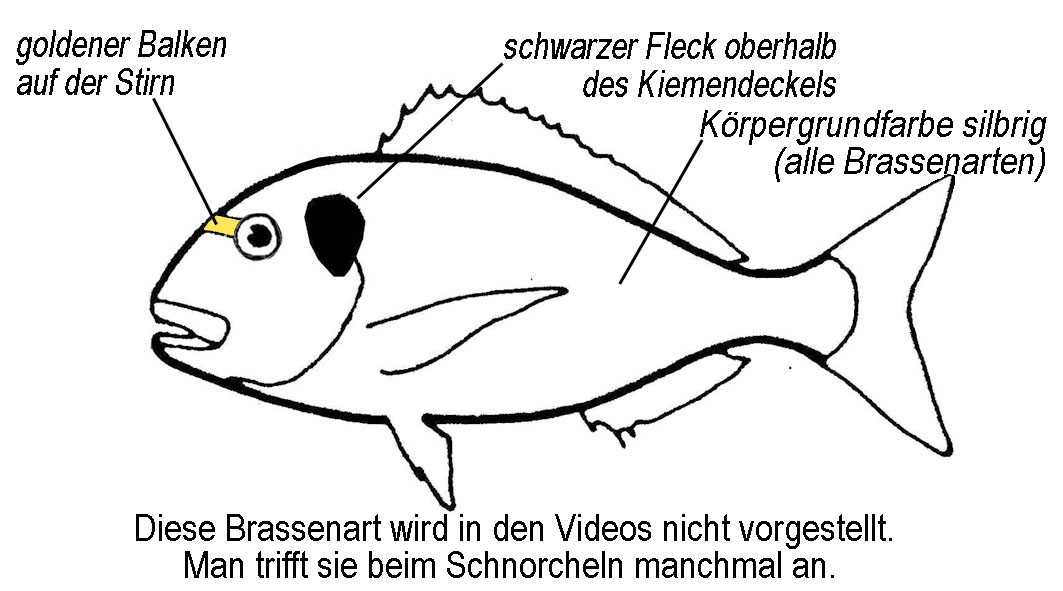 goldener Balken
auf der Stirn
schwarzer Fleck oberhalb
des Kiemendeckels
Körpergrundfarbe silbrig
(alle Brassenarten)
Diese Brassenart wird in den Videos nicht vorgestellt.
Man trifft sie beim Schnorcheln manchmal an.